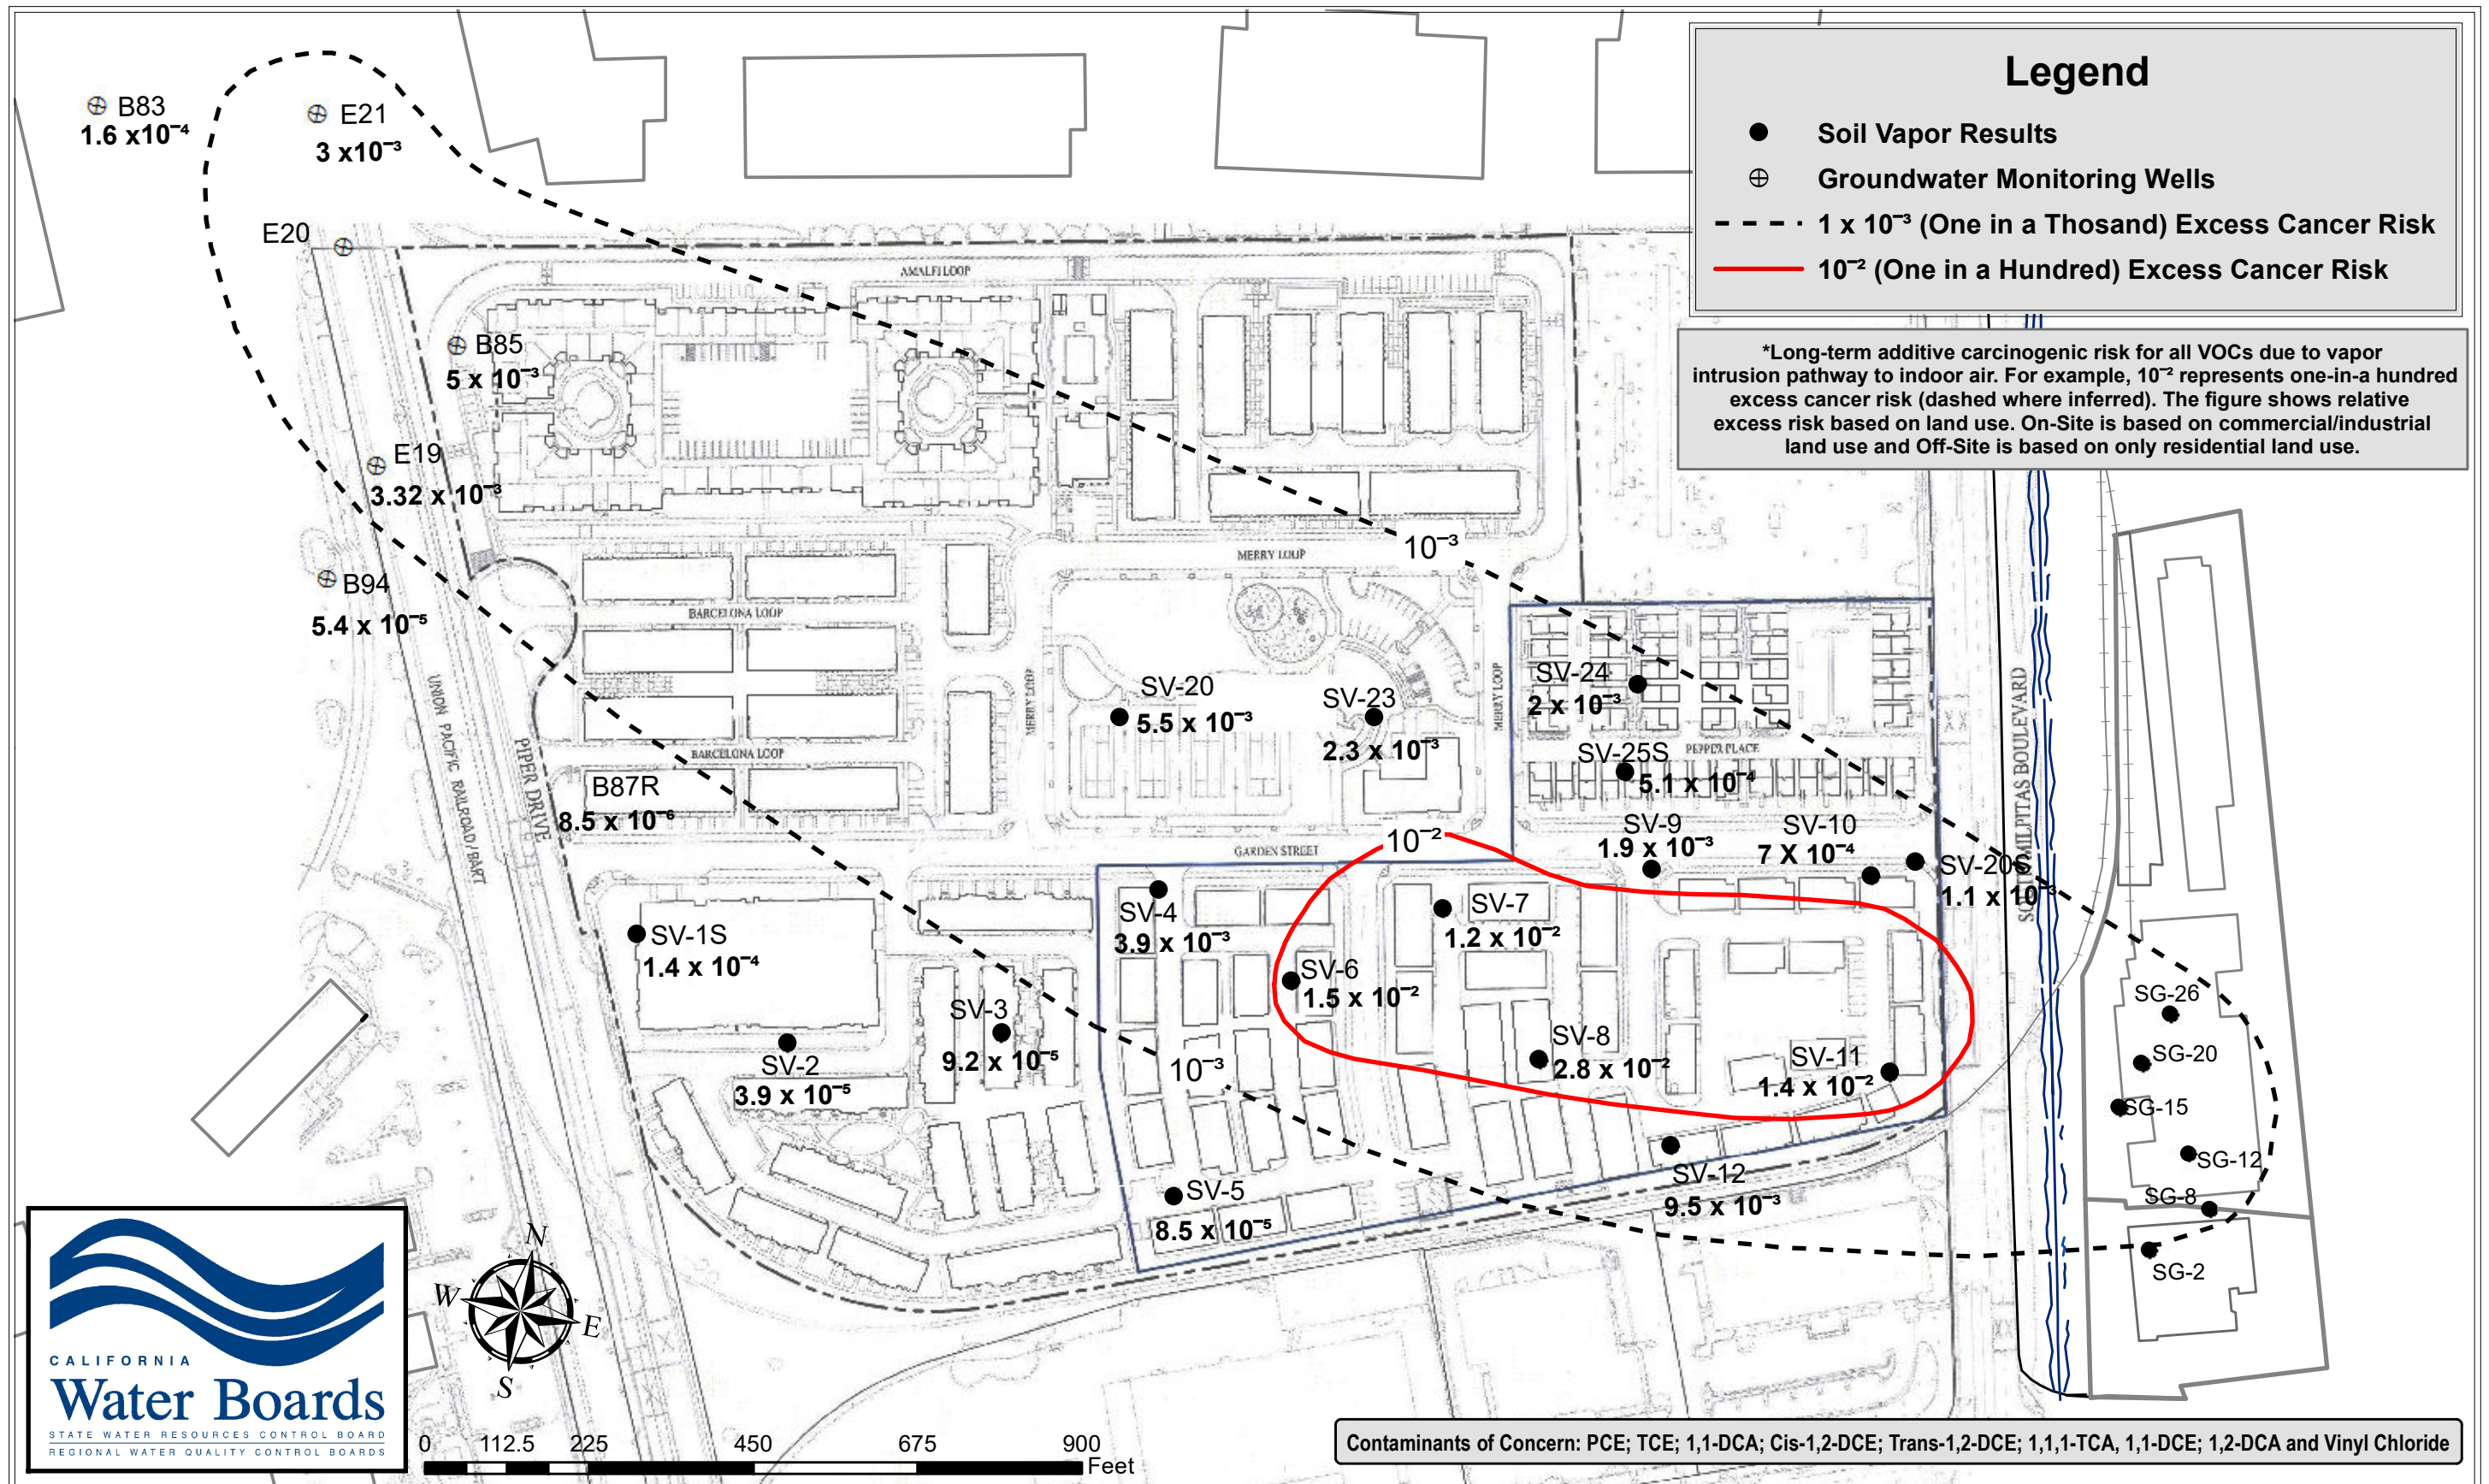 Legend
Soil Vapor Results
Groundwater Monitoring Wells
1 x 10⁻³ (One in a Thosand) Excess Cancer Risk
10⁻² (One in a Hundred) Excess Cancer Risk
*Long-term additive carcinogenic risk for all VOCs due to vapor
intrusion pathway to indoor air. For example, 10⁻² represents one-in-a hundred
excess cancer risk (dashed where inferred). The figure shows relative
excess risk based on land use. On-Site is based on commercial/industrial
land use and Off-Site is based on only residential land use.
B83
1.6 x10⁻⁴
E21
3 x10⁻³
E20
AMALFI LOOP
B85
5 x 10⁻³
E19
3.32 x 10⁻³
B94
5.4 x 10⁻⁵
10⁻³
MERRY LOOP
BARCELONA LOOP
UNION PACIFIC RAILROAD/BART
PIPER DRIVE
MERRY LOOP
MERRY LOOP
SOUTH MILPITAS BOULEVARD
SV-20
5.5 x 10⁻³
SV-23
2.3 x 10⁻³
SV-24
2 x 10⁻³
PEPPER PLACE
SV-25S
5.1 x 10⁻⁴
BARCELONA LOOP
B87R
8.5 x 10⁻⁶
SV-9
1.9 x 10⁻³
SV-10
7 X 10⁻⁴
SV-20S
1.1 x 10⁻³
10⁻²
GARDEN STREET
SV-4
3.9 x 10⁻³
SV-7
1.2 x 10⁻²
SV-1S
1.4 x 10⁻⁴
SV-6
1.5 x 10⁻²
SV-3
9.2 x 10⁻⁵
SV-2
3.9 x 10⁻⁵
10⁻³
SV-8
2.8 x 10⁻²
SV-11
1.4 x 10⁻²
SG-26
SG-20
SG-15
SG-12
SG-8
SG-2
SV-5
8.5 x 10⁻⁵
SV-12
9.5 x 10⁻³
N
W
E
S
CALIFORNIA
Water Boards
STATE WATER RESOURCES CONTROL BOARD
REGIONAL WATER QUALITY CONTROL BOARDS
0 112.5 225 450 675 900
Feet
Contaminants of Concern: PCE; TCE; 1,1-DCA; Cis-1,2-DCE; Trans-1,2-DCE; 1,1,1-TCA, 1,1-DCE; 1,2-DCA and Vinyl Chloride